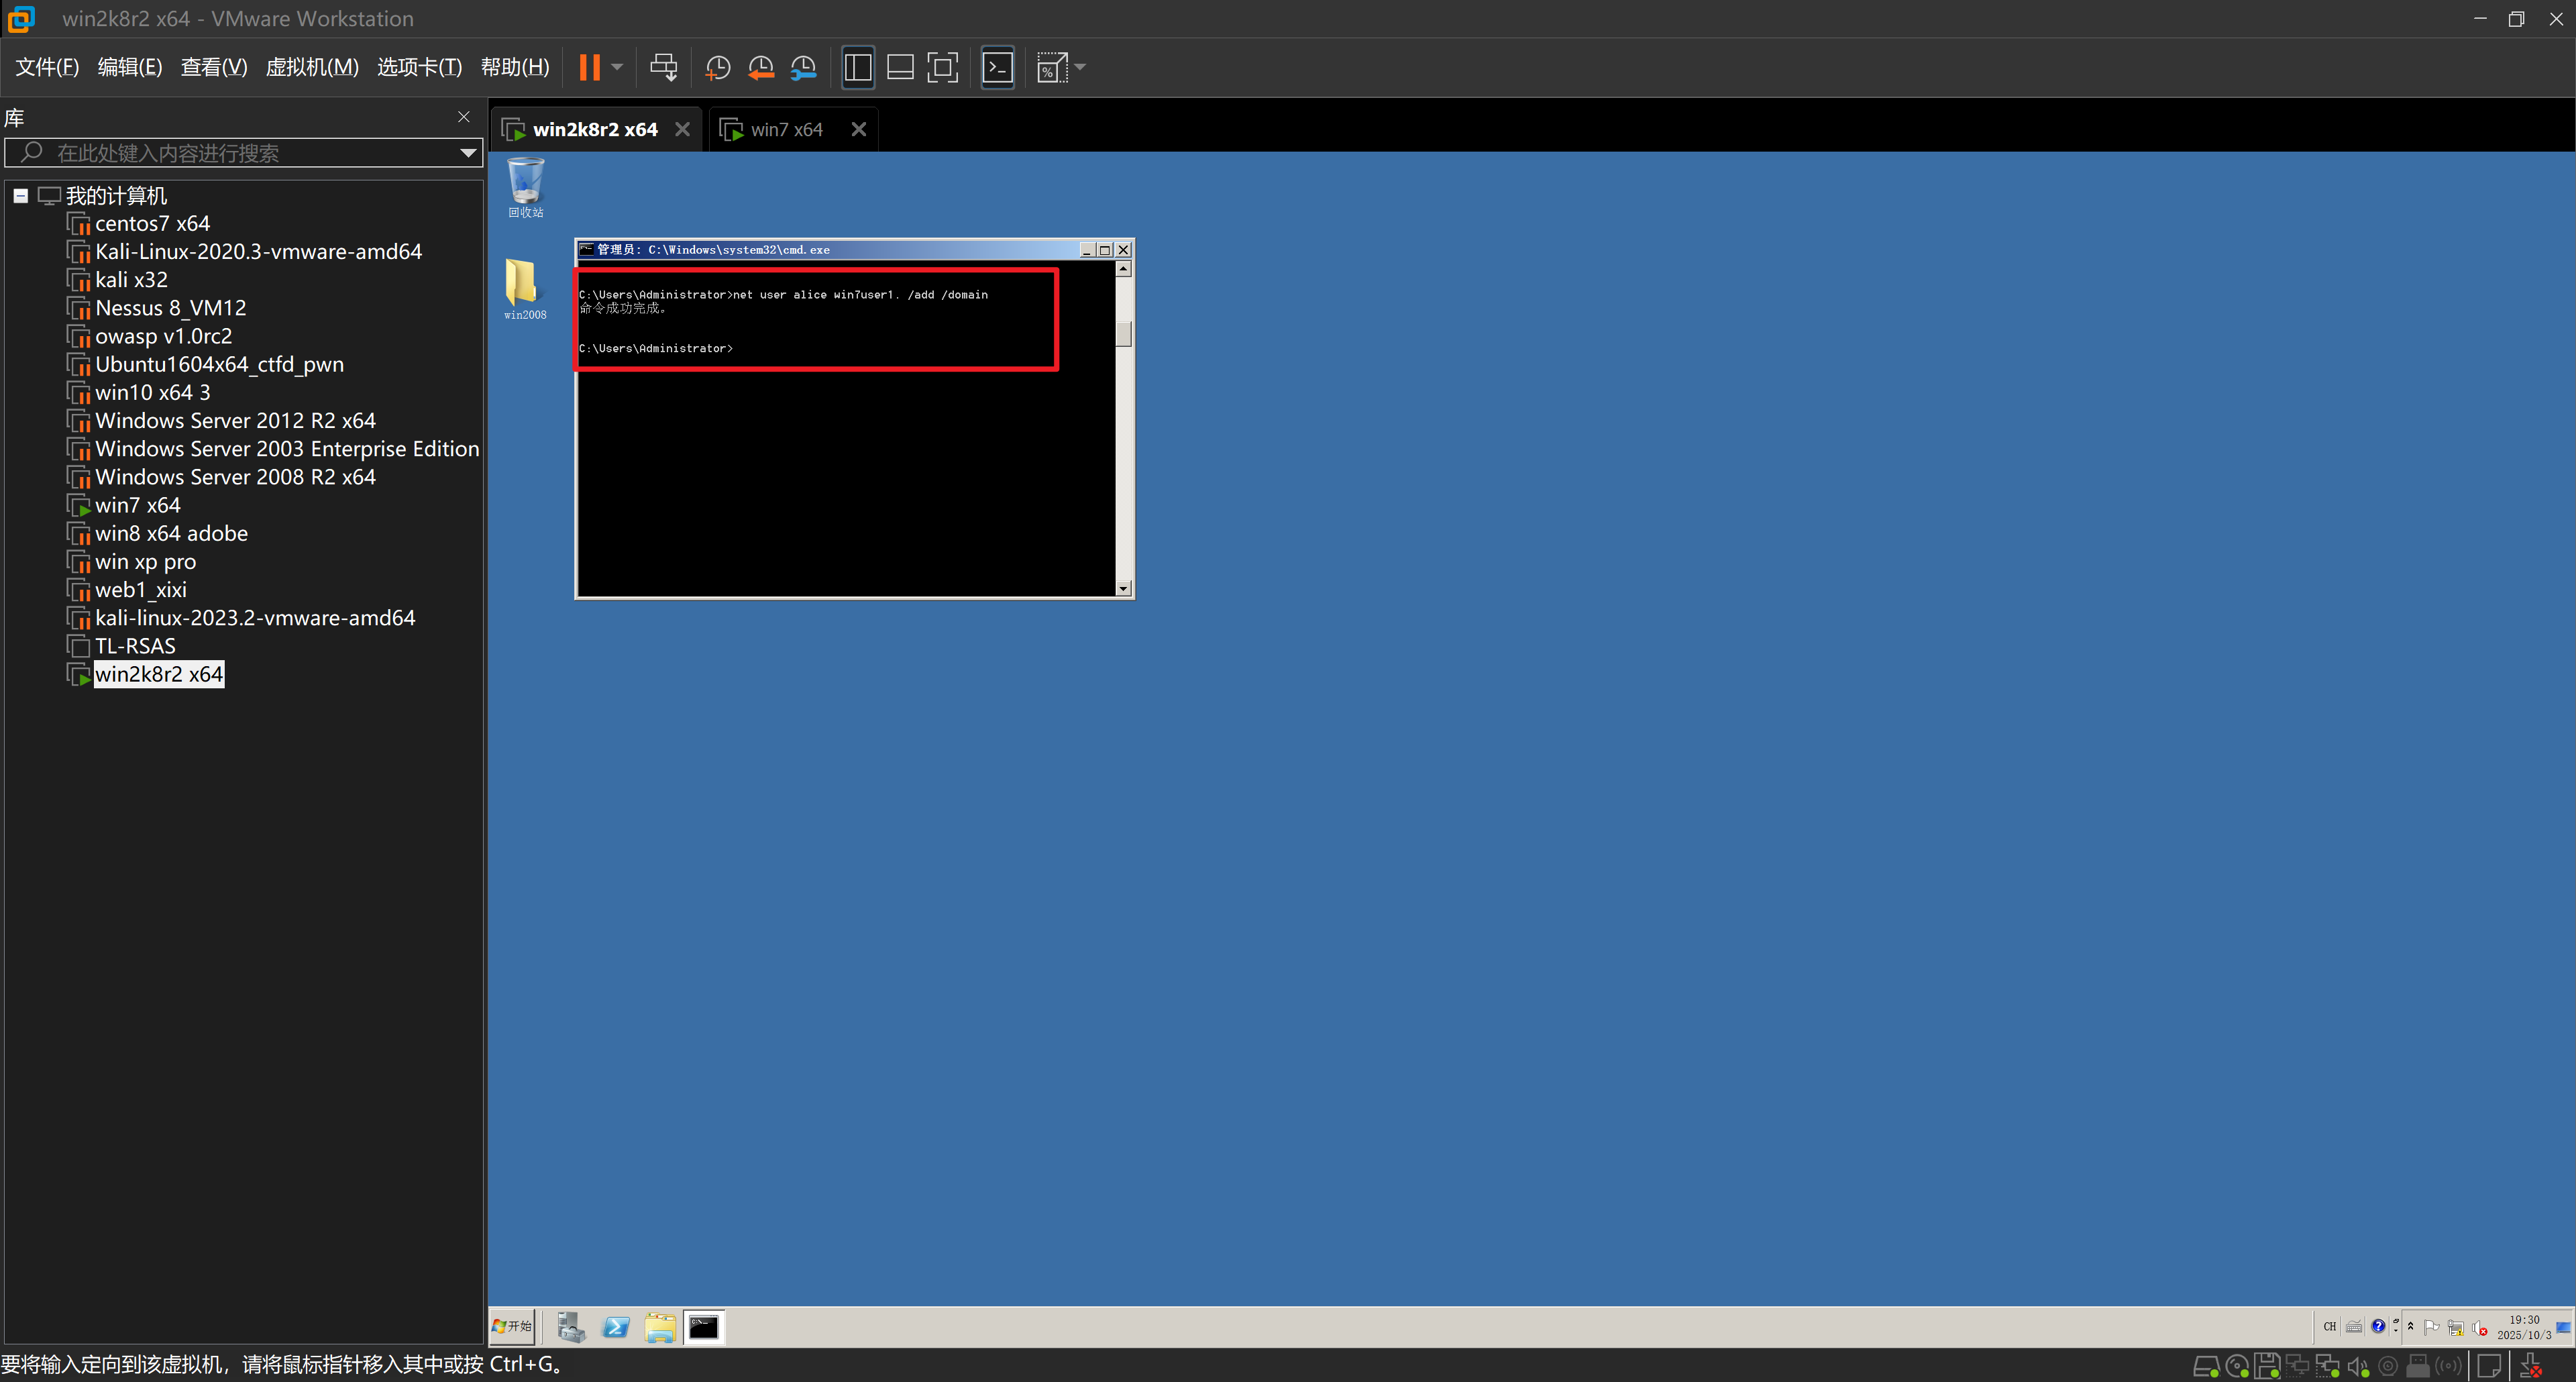 win2k8r2 x64 - VMware Workstation
文件(F) 编辑(E) 查看(V) 虚拟机(M) 选项卡(T) 帮助(H)
库
在此处键入内容进行搜索
我的计算机
centos7 x64
Kali-Linux-2020.3-vmware-amd64
kali x32
Nessus 8_VM12
owasp v1.0rc2
Ubuntu1604x64_ctfd_pwn
win10 x64 3
Windows Server 2012 R2 x64
Windows Server 2003 Enterprise Edition
Windows Server 2008 R2 x64
win7 x64
win8 x64 adobe
win xp pro
web1_xixi
kali-linux-2023.2-vmware-amd64
TL-RSAS
win2k8r2 x64
win2k8r2 x64
win7 x64
回收站
win2008
管理员: C:\Windows\system32\cmd.exe
C:\Users\Administrator>net user alice win7user1. /add /domain
命令成功完成。
C:\Users\Administrator>
开始
CH
19:30
2025/10/3
要将输入定向到该虚拟机，请将鼠标指针移入其中或按 Ctrl+G。